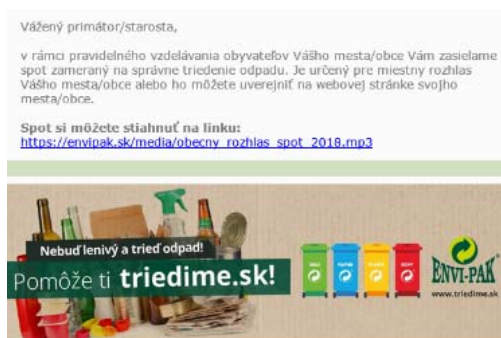 Vážený primátor/starosta,
v rámci pravidelného vzdelávania obyvateľov Vášho mesta/obce Vám zasielame
spot zameraný na správne triedenie odpadu. Je určený pre miestny rozhlas
Vášho mesta/obce alebo ho môžete uverejniť na webovej stránke svojho
mesta/obce.
Spot si môžete stiahnuť na linku:
https://envipak.sk/media/obecny_rozhlas_spot_2018.mp3
Nebuď lenivý a trieď odpad!
Pomôže ti triedime.sk!
ENVI-PAK
www.triedime.sk